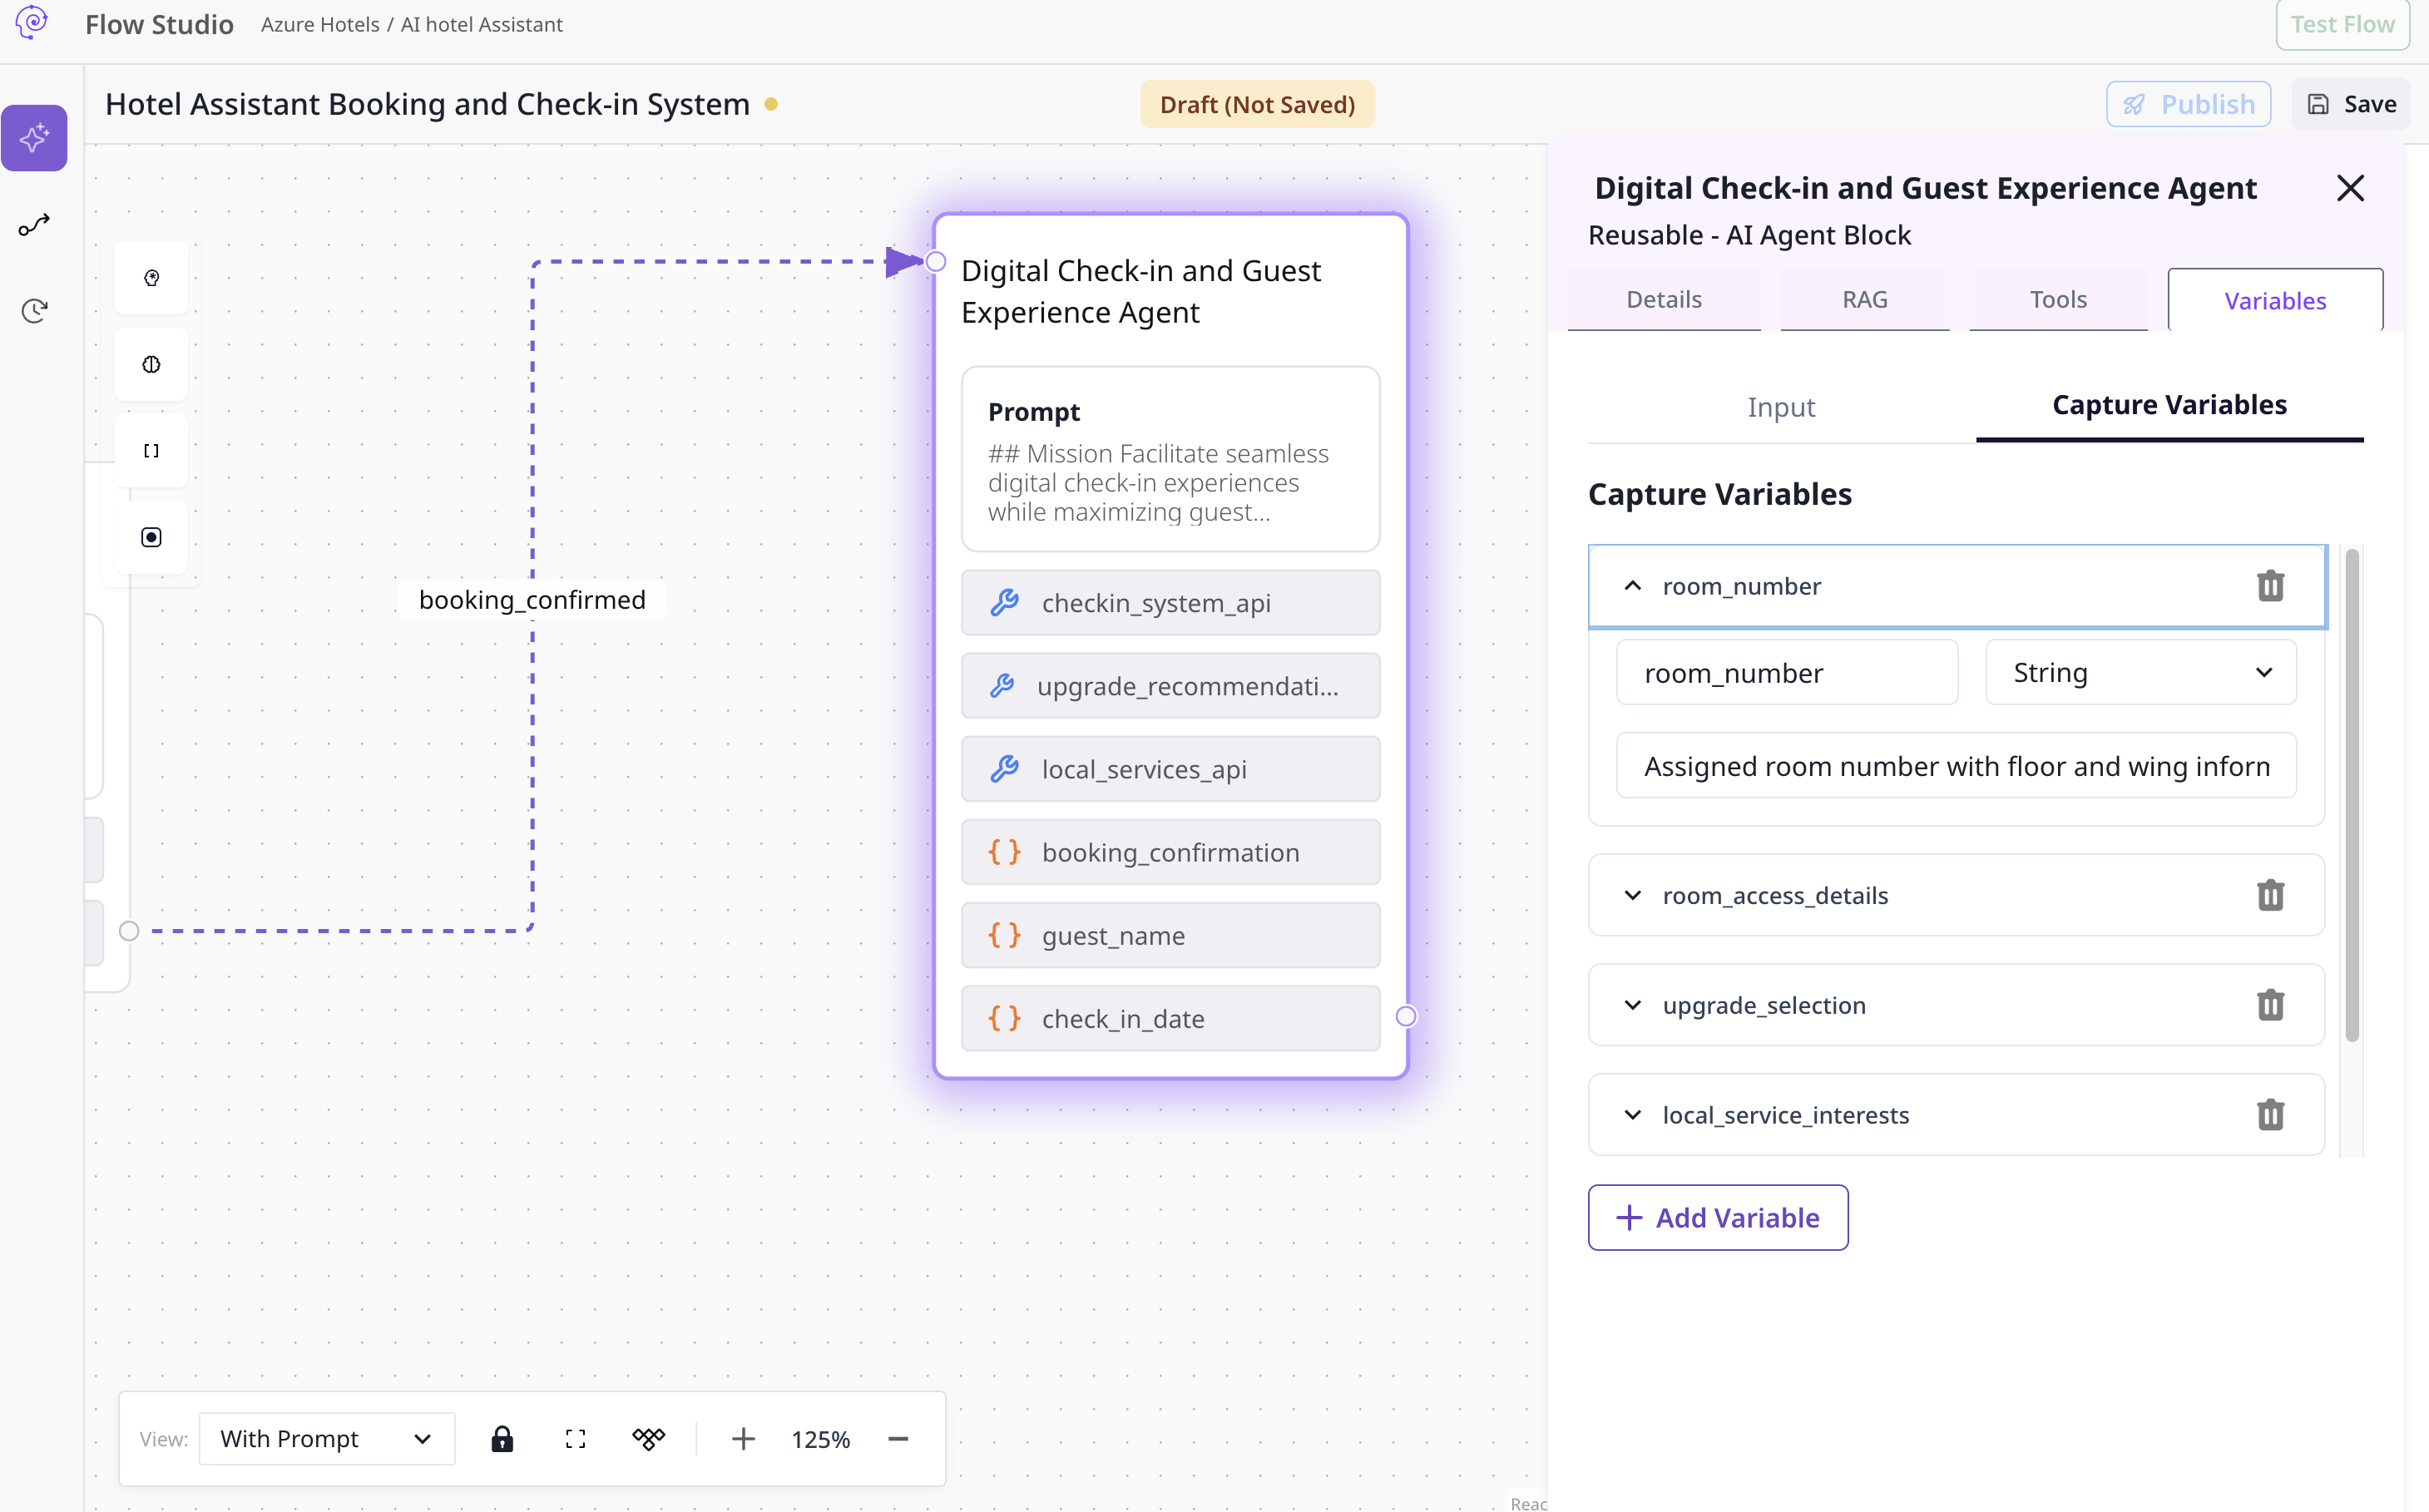 Flow Studio
Azure Hotels / AI hotel Assistant
Test Flow
Hotel Assistant Booking and Check-in System
Draft (Not Saved)
Publish
Save
booking_confirmed
Digital Check-in and Guest
Experience Agent
Prompt
## Mission Facilitate seamless
digital check-in experiences
while maximizing guest...
checkin_system_api
upgrade_recommendati...
local_services_api
booking_confirmation
guest_name
check_in_date
View:
With Prompt
125%
Digital Check-in and Guest Experience Agent
Reusable - AI Agent Block
Details
RAG
Tools
Variables
Input
Capture Variables
Capture Variables
room_number
room_number
String
Assigned room number with floor and wing
room_access_details
upgrade_selection
local_service_interests
Add Variable